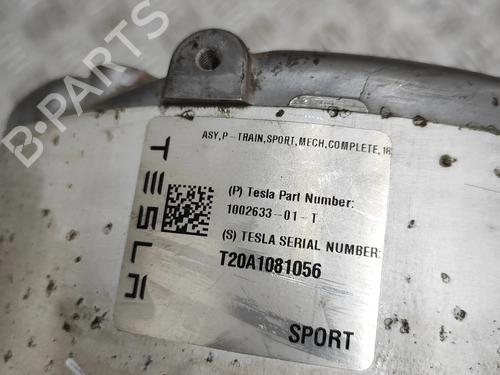 B-PARTS
TESLA
ASY,P-TRAIN,SPORT,MECH,COMPLETE,18
(P) Tesla Part Number:
1002633-01-T
(S) TESLA SERIAL NUMBER:
T20A1081056
SPORT